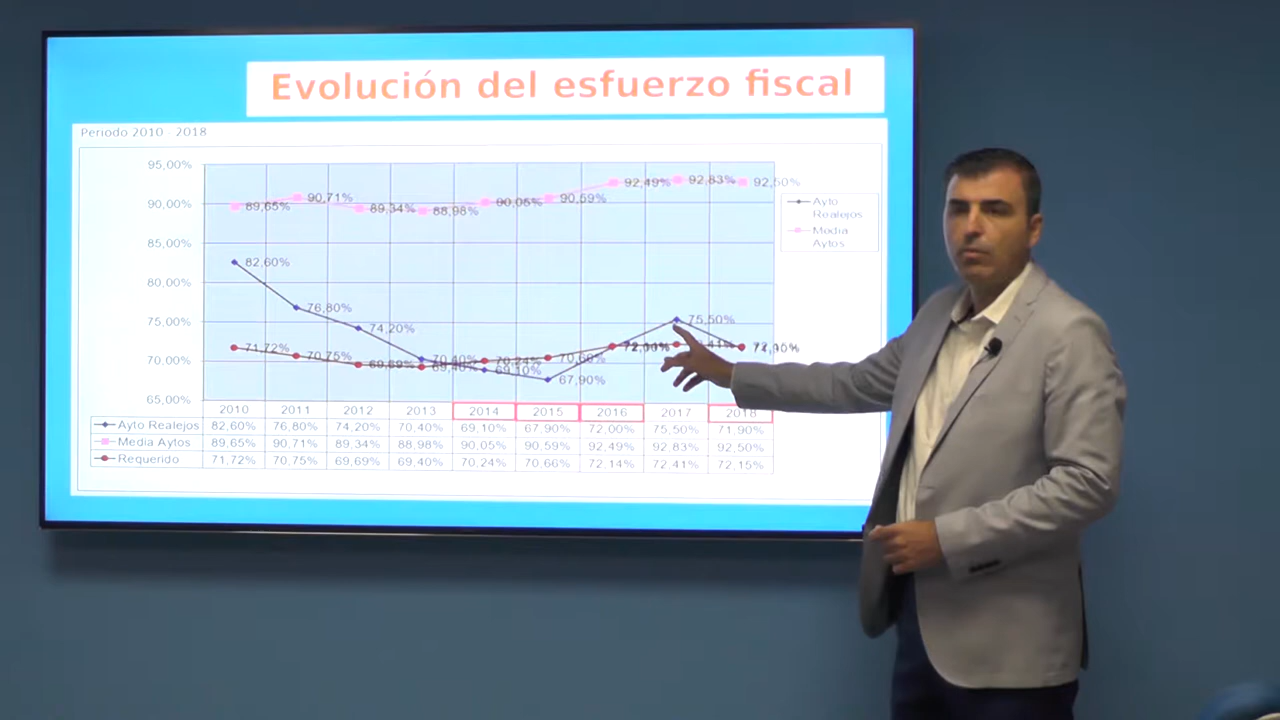 Evolución del esfuerzo fiscal
Periodo 2010 - 2018
95,00%
90,00%
85,00%
80,00%
75,00%
70,00%
65,00%
89,65%
90,71%
89,34%
88,98%
90,05%
90,59%
92,49%
92,83%
92,50%
82,60%
76,80%
74,20%
70,40%
69,10%
67,90%
75,50%
71,72%
70,75%
69,69%
69,40%
70,24%
70,66%
Ayto
Realejos
Media
Aytos
2010 2011 2012 2013 2014 2015 2016 2017 2018
Ayto Realejos 82,60% 76,80% 74,20% 70,40% 69,10% 67,90% 72,00% 75,50% 71,90%
Media Aytos 89,65% 90,71% 89,34% 88,98% 90,05% 90,59% 92,49% 92,83% 92,50%
Requerido 71,72% 70,75% 69,69% 69,40% 70,24% 70,66% 72,14% 72,41% 72,15%